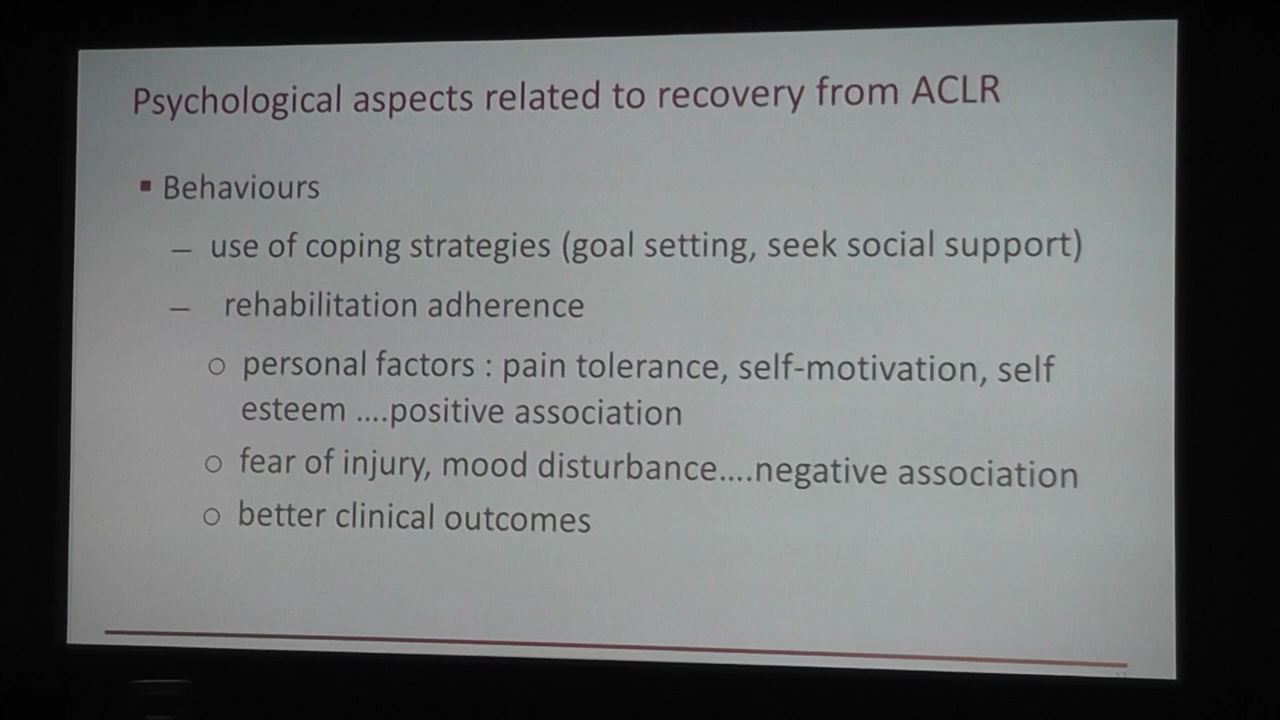 Psychological aspects related to recovery from ACLR
▪ Behaviours
– use of coping strategies (goal setting, seek social support)
– rehabilitation adherence
○ personal factors : pain tolerance, self-motivation, self
esteem ....positive association
○ fear of injury, mood disturbance....negative association
○ better clinical outcomes